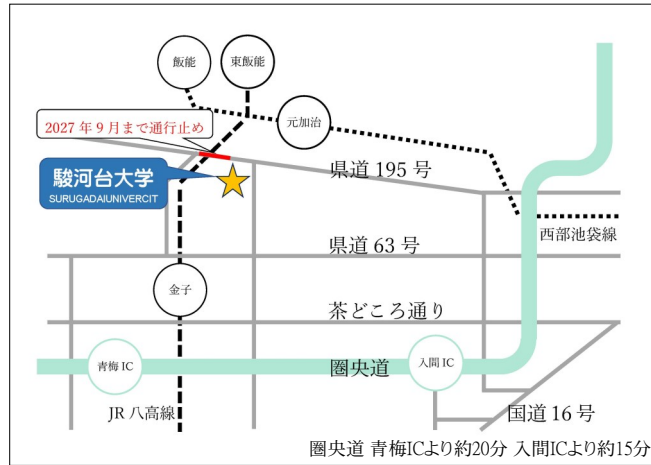 飯能
東飯能
2027年9月まで通行止め
元加治
駿河台大学
SURUGADAIUNIVERCIT
県道195号
西部池袋線
県道63号
金子
茶どころ通り
青梅IC
圏央道
入間IC
JR八高線
国道16号
圏央道 青梅ICより約20分 入間ICより約15分